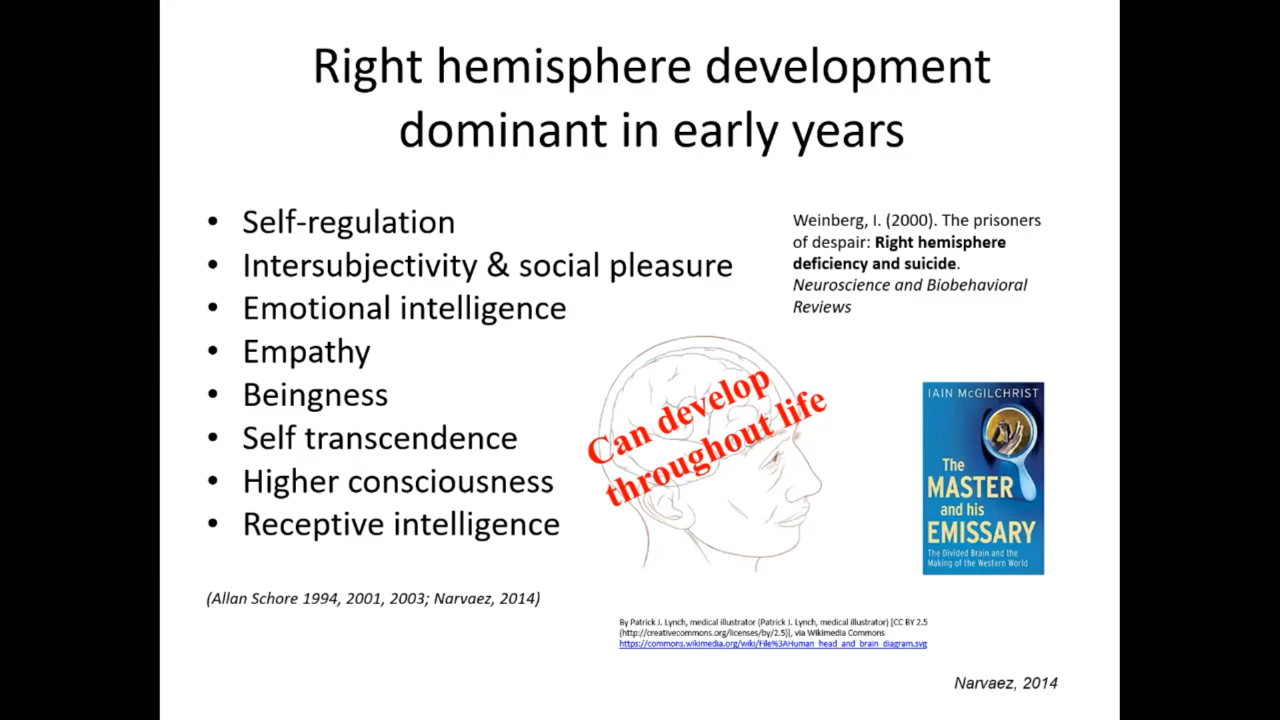 Right hemisphere development
dominant in early years
• Self-regulation
• Intersubjectivity & social pleasure
• Emotional intelligence
• Empathy
• Beingness
• Self transcendence
• Higher consciousness
• Receptive intelligence
(Allan Schore 1994, 2001, 2003; Narvaez, 2014)
Weinberg, I. (2000). The prisoners
of despair: Right hemisphere
deficiency and suicide.
Neuroscience and Biobehavioral
Reviews
Can develop
throughout life
IAIN McGILCHRIST
The
MASTER
and his
EMISSARY
The Divided Brain and the
Making of the Western World
By Patrick J. Lynch, medical illustrator (Patrick J. Lynch, medical illustrator) [CC BY 2.5
(http://creativecommons.org/licenses/by/2.5)], via Wikimedia Commons
https://commons.wikimedia.org/wiki/File%3AHuman_head_and_brain_diagram.svg
Narvaez, 2014